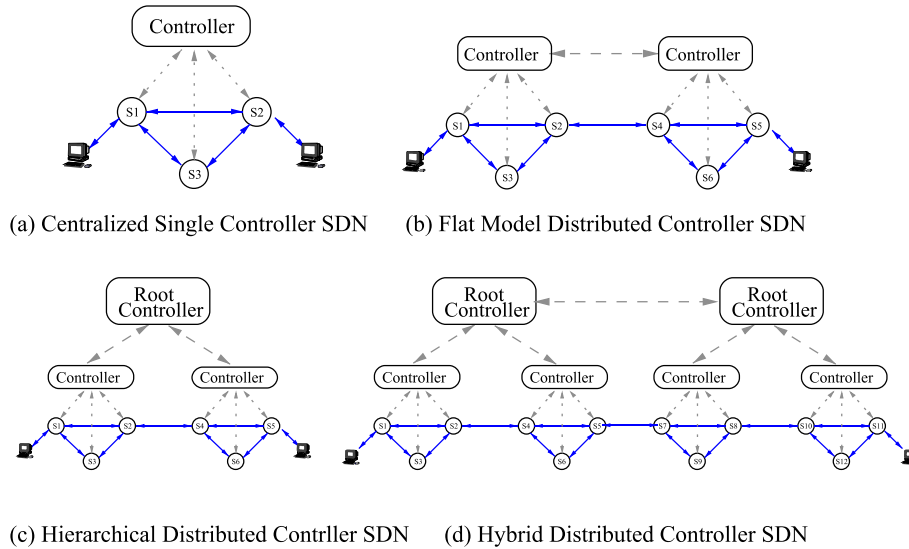 Controller
S1
S2
S3
(a) Centralized Single Controller SDN
Controller
Controller
S1
S2
S4
S5
S3
S6
(b) Flat Model Distributed Controller SDN
Root
Controller
Controller
Controller
S1
S2
S4
S5
S3
S6
(c) Hierarchical Distributed Contrller SDN
Root
Controller
Root
Controller
Controller
Controller
Controller
Controller
S1
S2
S4
S5
S7
S8
S10
S11
S3
S6
S9
S12
(d) Hybrid Distributed Controller SDN